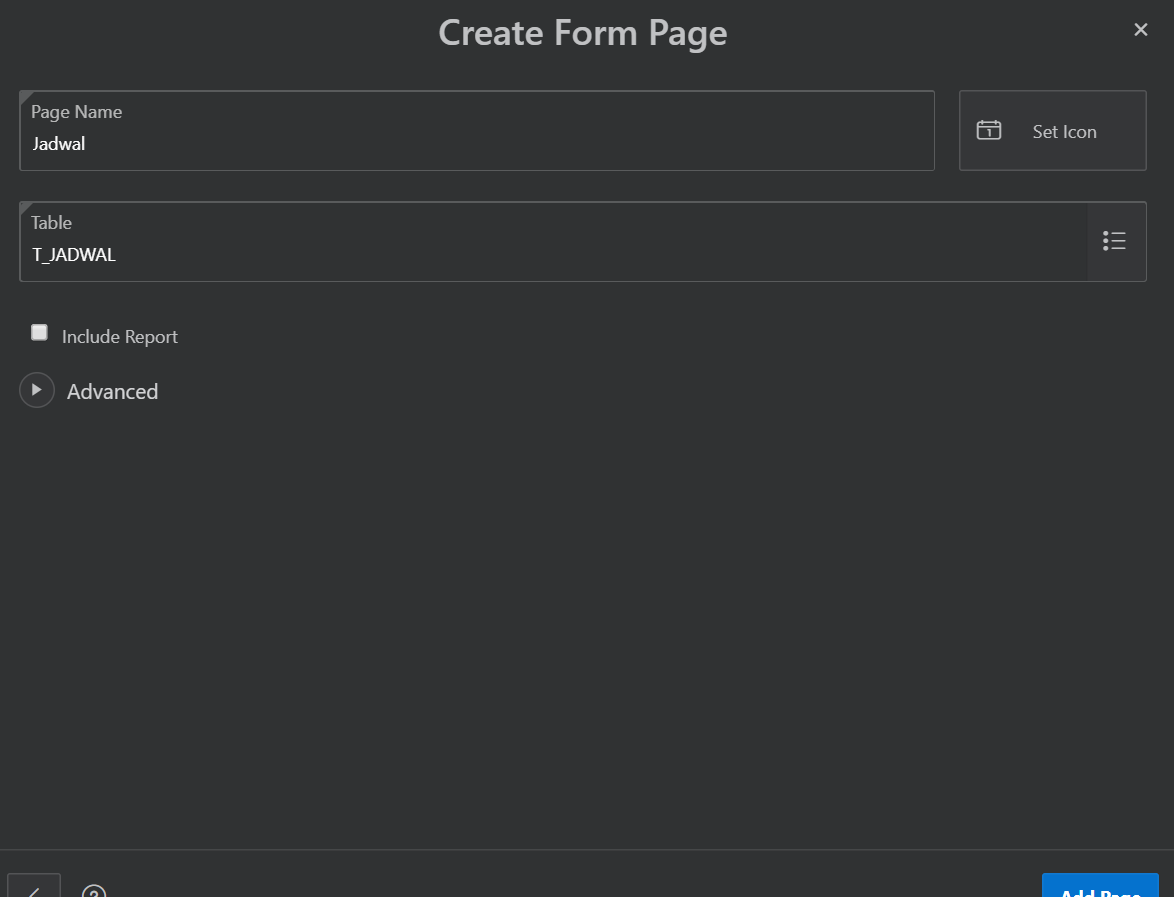 Create Form Page
Page Name
Jadwal
Set Icon
Table
T_JADWAL
Include Report
Advanced
Add Page